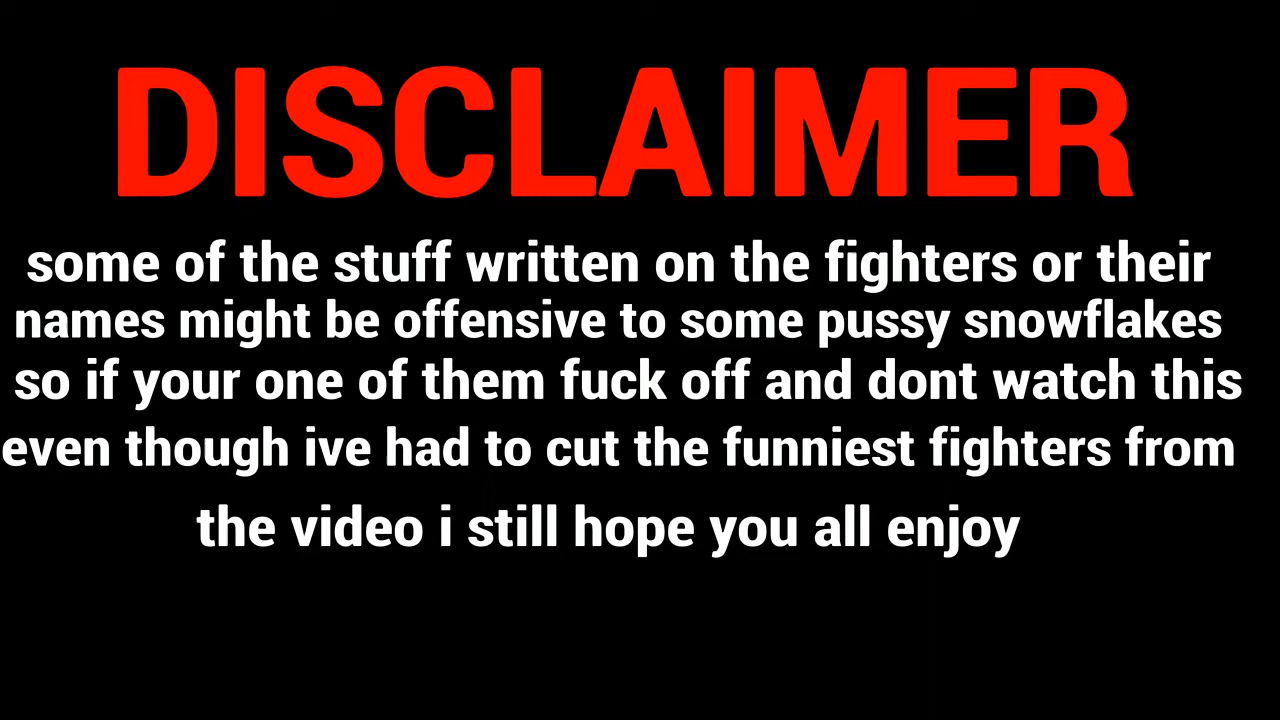 DISCLAIMER
some of the stuff written on the fighters or their
names might be offensive to some pussy snowflakes
so if your one of them fuck off and dont watch this
even though ive had to cut the funniest fighters from
the video i still hope you all enjoy